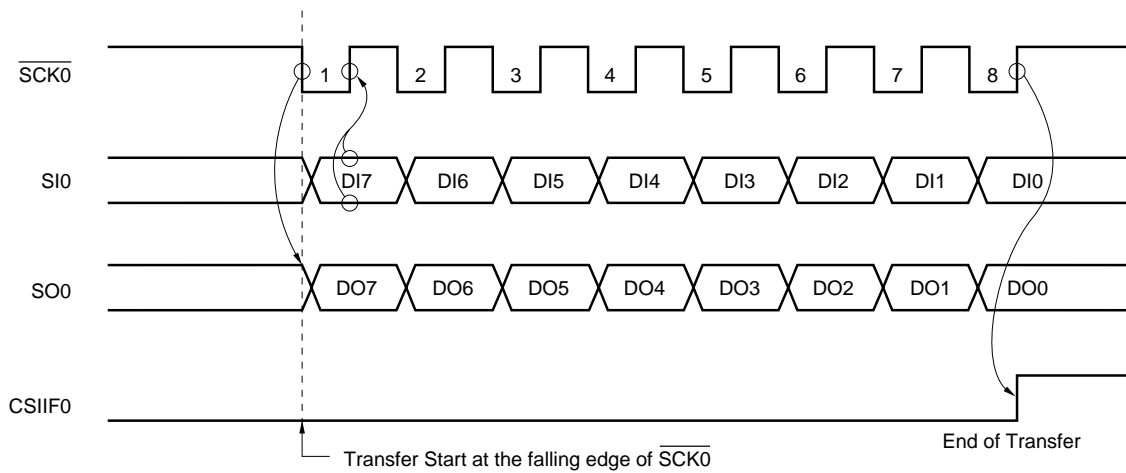 SCK0
1 2 3 4 5 6 7 8
SI0
DI7 DI6 DI5 DI4 DI3 DI2 DI1 DI0
SO0
DO7 DO6 DO5 DO4 DO3 DO2 DO1 DO0
CSIIF0
End of Transfer
Transfer Start at the falling edge of SCK0